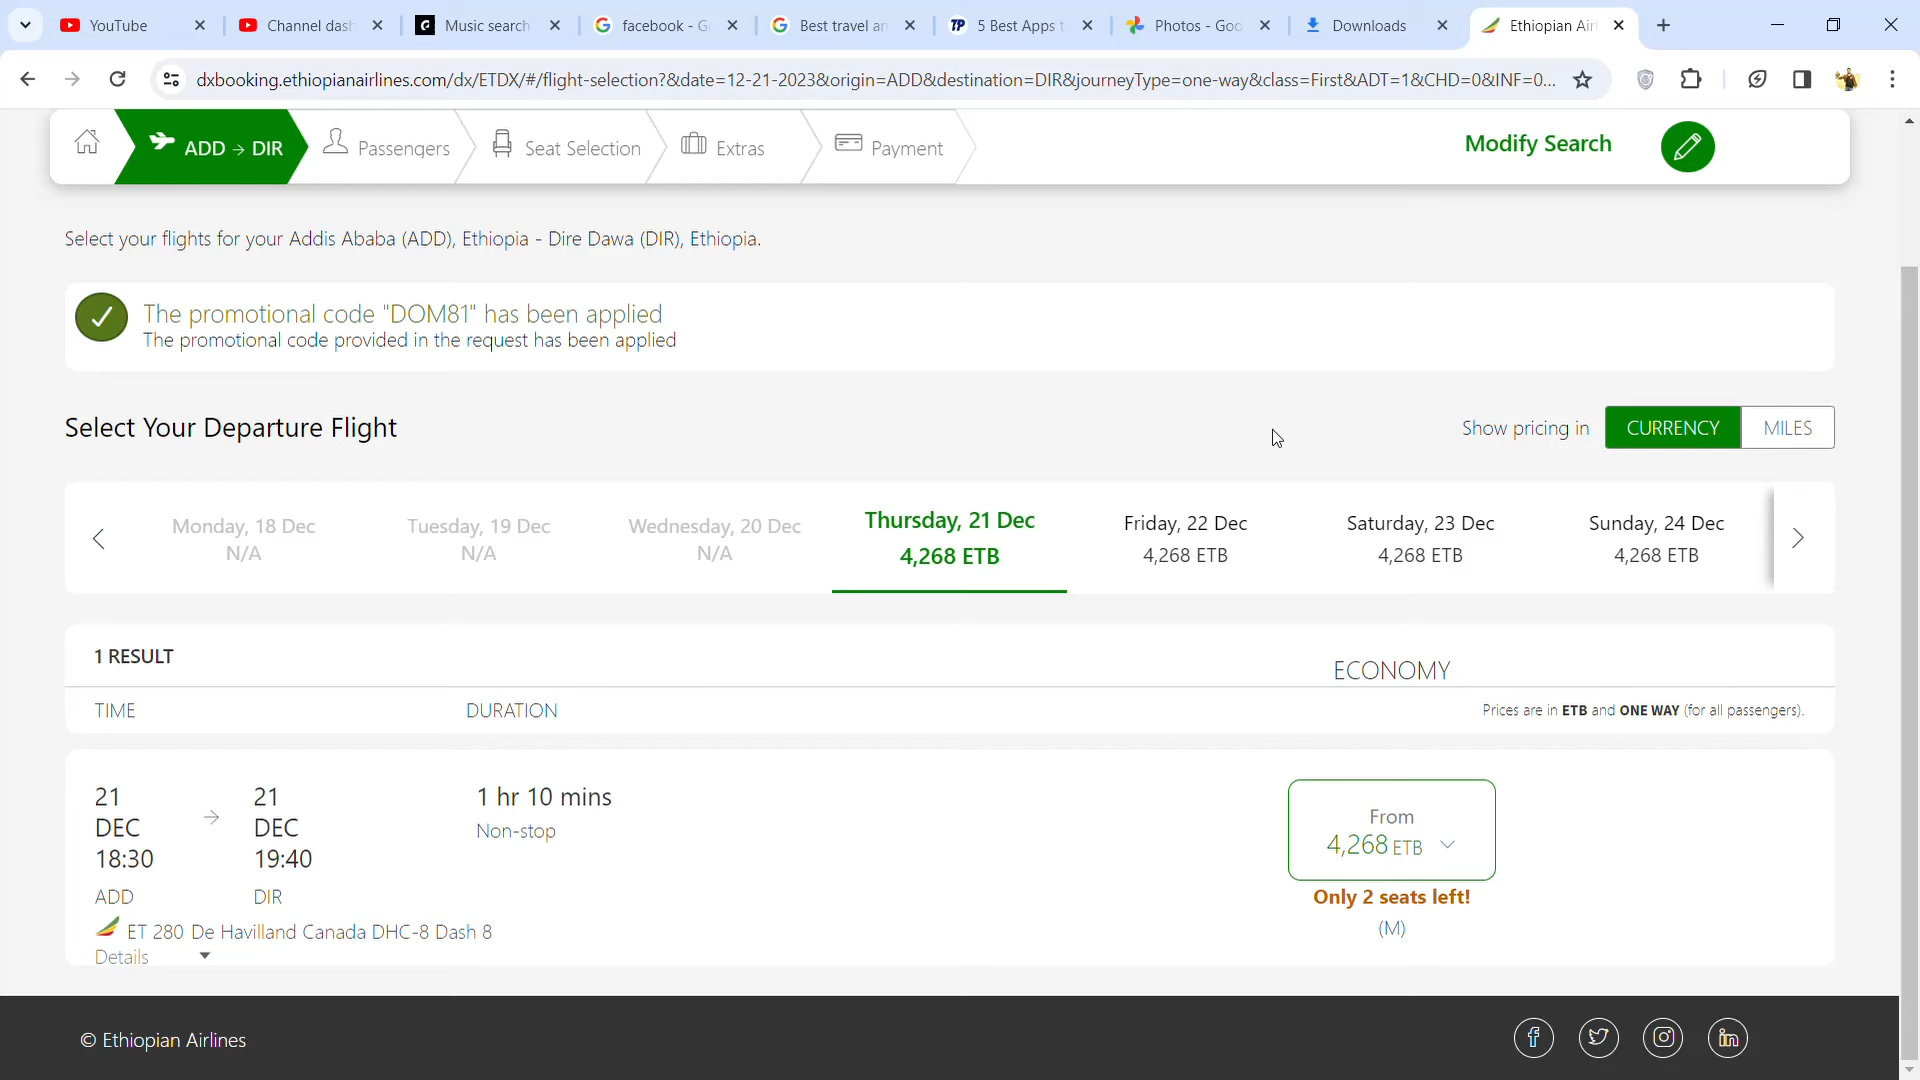 YouTube
Channel dash
Music search
facebook - G
Best travel an
5 Best Apps t
Photos - Goo
Downloads
Ethiopian Air
dxbooking.ethiopianairlines.com/dx/ETDX/#/flight-selection?&date=12-21-2023&origin=ADD&destination=DIR&journeyType=one-way&class=First&ADT=1&CHD=0&INF=0...
ADD → DIR
Passengers
Seat Selection
Extras
Payment
Modify Search
Select your flights for your Addis Ababa (ADD), Ethiopia - Dire Dawa (DIR), Ethiopia.
The promotional code "DOM81" has been applied
The promotional code provided in the request has been applied
Select Your Departure Flight
Show pricing in
CURRENCY
MILES
Monday, 18 Dec
N/A
Tuesday, 19 Dec
N/A
Wednesday, 20 Dec
N/A
Thursday, 21 Dec
4,268 ETB
Friday, 22 Dec
4,268 ETB
Saturday, 23 Dec
4,268 ETB
Sunday, 24 Dec
4,268 ETB
1 RESULT
ECONOMY
TIME
DURATION
Prices are in ETB and ONE WAY (for all passengers).
21
DEC
18:30
ADD
21
DEC
19:40
DIR
1 hr 10 mins
Non-stop
From
4,268 ETB
Only 2 seats left!
(M)
ET 280 De Havilland Canada DHC-8 Dash 8
Details
© Ethiopian Airlines